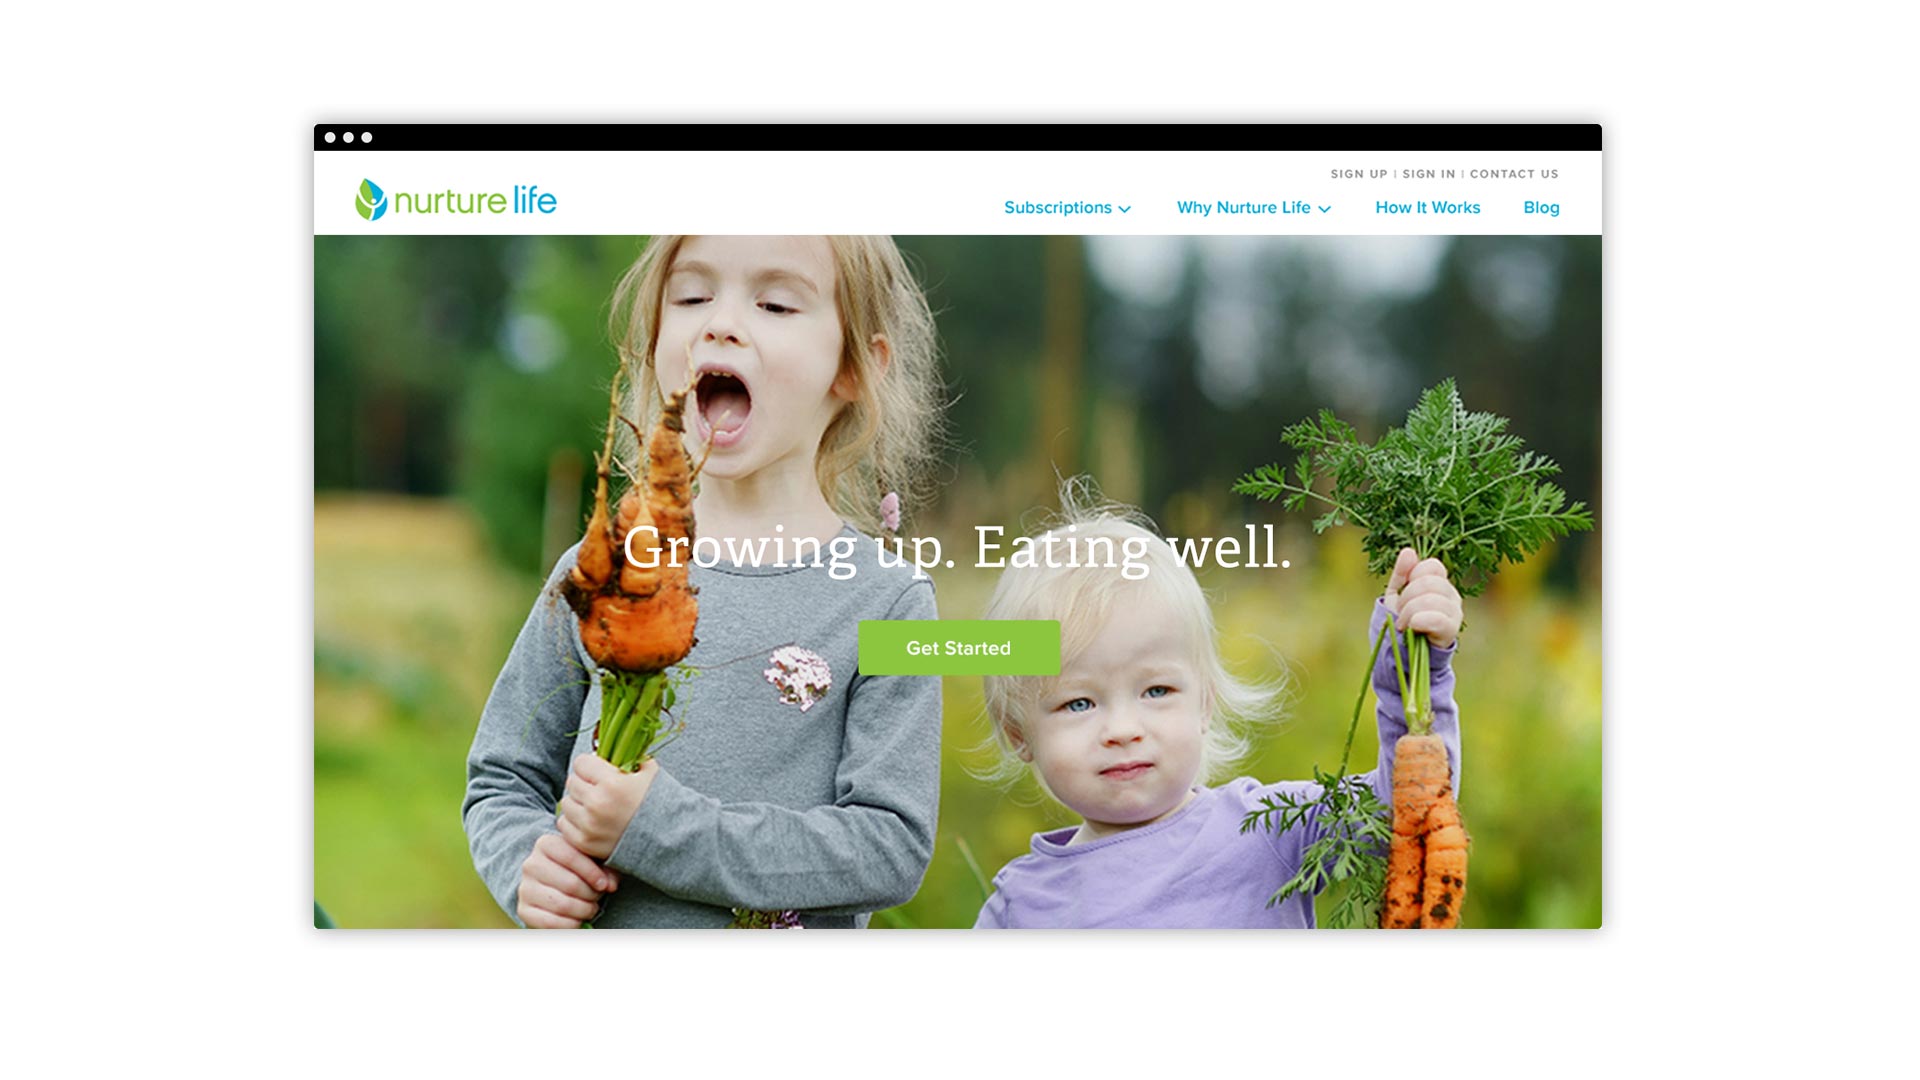 SIGN UP | SIGN IN | CONTACT US
nurture life
Subscriptions Why Nurture Life How It Works Blog
Growing up. Eating well.
Get Started